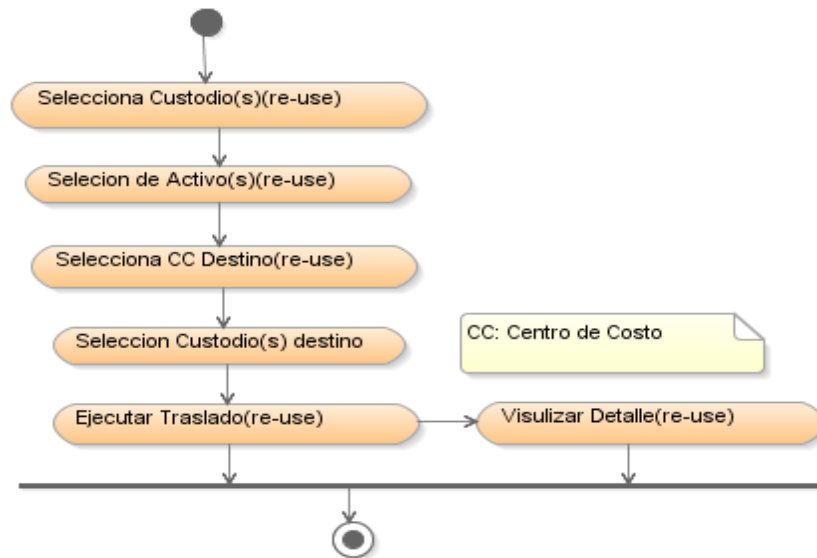 Selecciona Custodio(s)(re-use)
Selecion de Activo(s)(re-use)
Selecciona CC Destino(re-use)
Seleccion Custodio(s) destino
CC: Centro de Costo
Ejecutar Traslado(re-use)
Visulizar Detalle(re-use)